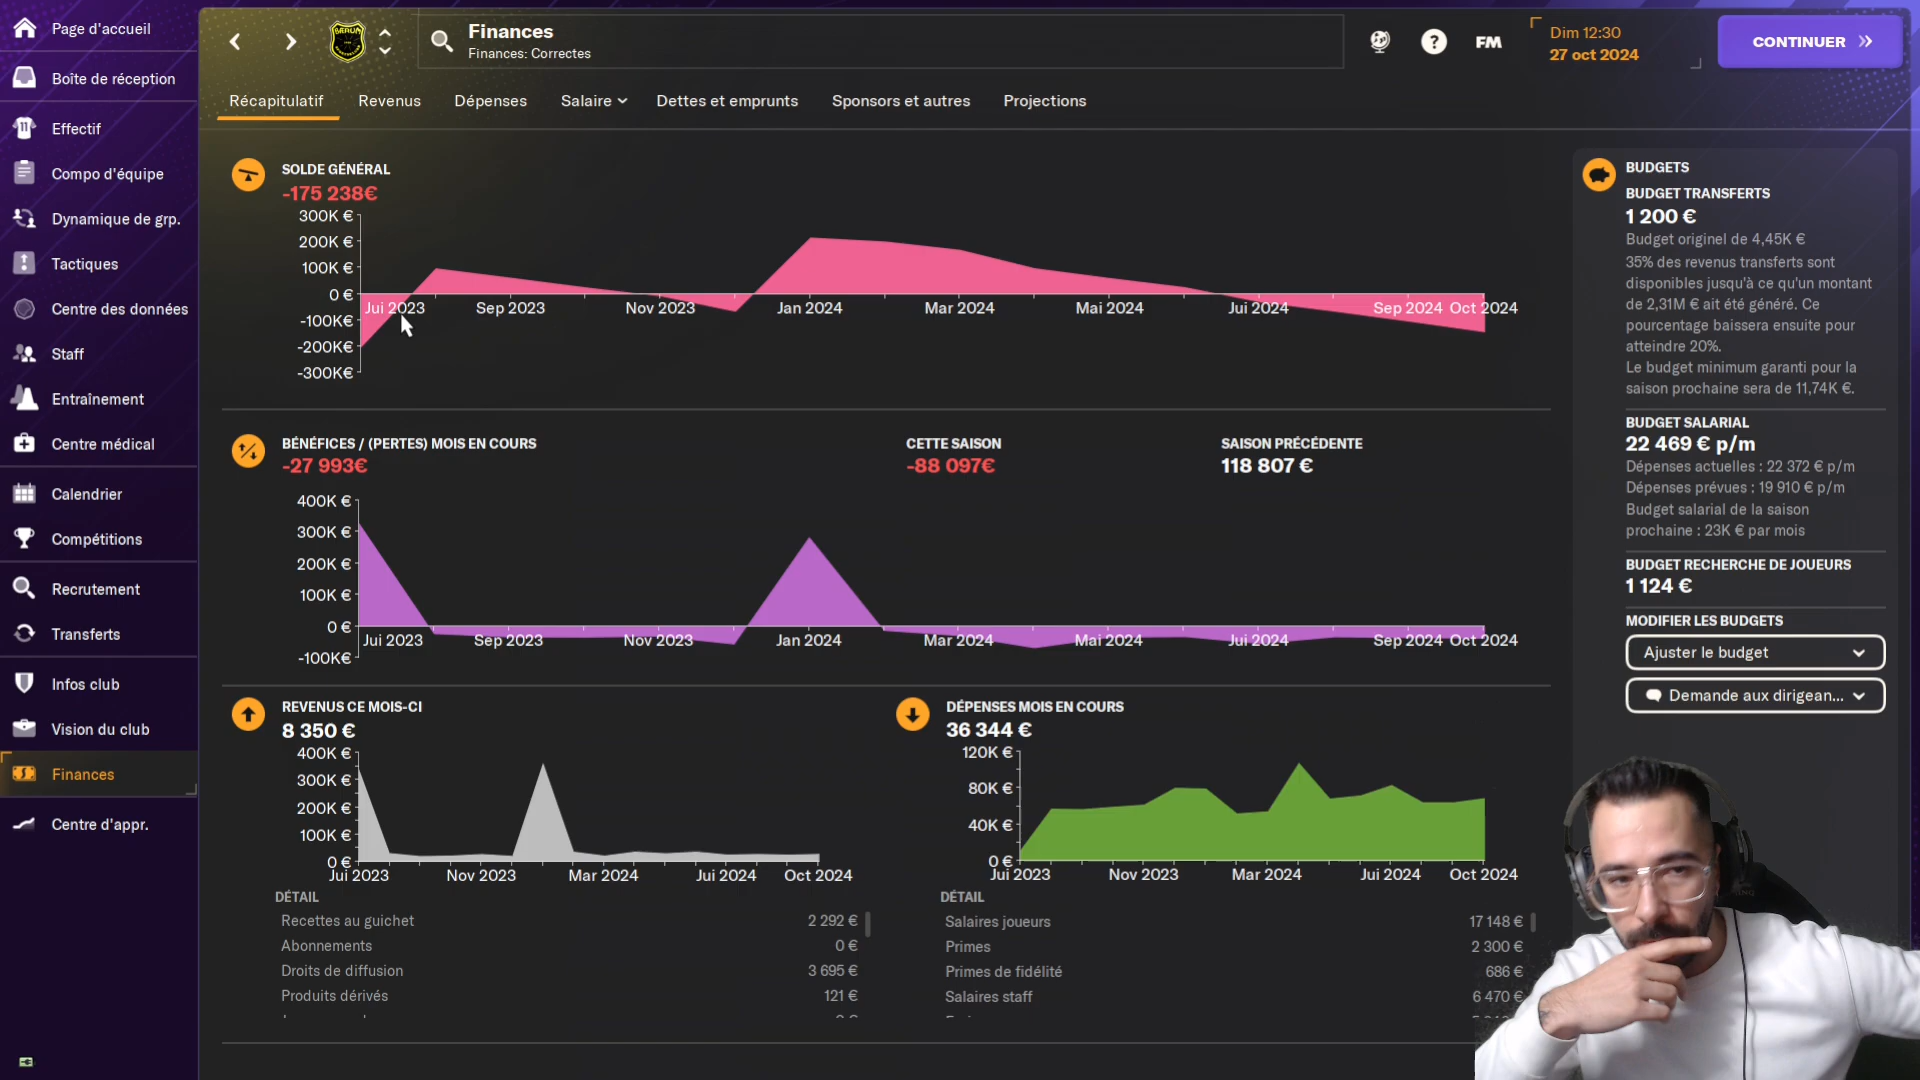 Page d'accueil
Boîte de réception
Effectif
Compo d'équipe
Dynamique de grp.
Tactiques
Centre des données
Staff
Entraînement
Centre médical
Calendrier
Compétitions
Recrutement
Transferts
Infos club
Vision du club
Finances
Centre d'appr.
Finances
Finances: Correctes
FM
Dim 12:30
27 oct 2024
CONTINUER
Récapitulatif
Revenus
Dépenses
Salaire
Dettes et emprunts
Sponsors et autres
Projections
SOLDE GÉNÉRAL
-175 238€
300K €
200K €
100K €
0 €
-100K€
-200K€
-300K€
Jui 2023
Sep 2023
Nov 2023
Jan 2024
Mar 2024
Mai 2024
Jul 2024
Sep 2024
Oct 2024
BÉNÉFICES / (PERTES) MOIS EN COURS
-27 993€
CETTE SAISON
-88 097€
SAISON PRÉCÉDENTE
118 807 €
400K €
300K €
200K €
100K €
0 €
-100K€
Jui 2023
Sep 2023
Nov 2023
Jan 2024
Mar 2024
Mai 2024
Jul 2024
Sep 2024
Oct 2024
REVENUS CE MOIS-CI
8 350 €
400K €
300K €
200K €
100K €
0 €
Jui 2023
Nov 2023
Mar 2024
Jui 2024
Oct 2024
DÉTAIL
Recettes au guichet 2 292 €
Abonnements 0 €
Droits de diffusion 3 695 €
Produits dérivés 121 €
DÉPENSES MOIS EN COURS
36 344 €
120K €
80K €
40K €
0 €
Jui 2023
Nov 2023
Mar 2024
Jui 2024
Oct 2024
DÉTAIL
Salaires joueurs 17 148 €
Primes 2 300 €
Primes de fidélité 686 €
Salaires staff 6 470 €
BUDGETS
BUDGET TRANSFERTS
1 200 €
Budget originel de 4,45K €
35% des revenus transferts sont
disponibles jusqu'à ce qu'un montant
de 2,31M € ait été généré. Ce
pourcentage baissera ensuite pour
atteindre 20%.
Le budget minimum garanti pour la
saison prochaine sera de 11,74K €.
BUDGET SALARIAL
22 469 € p/m
Dépenses actuelles : 22 372 € p/m
Dépenses prévues : 19 910 € p/m
Budget salarial de la saison
prochaine : 23K € par mois
BUDGET RECHERCHE DE JOUEURS
1 124 €
MODIFIER LES BUDGETS
Ajuster le budget
Demande aux dirigean...